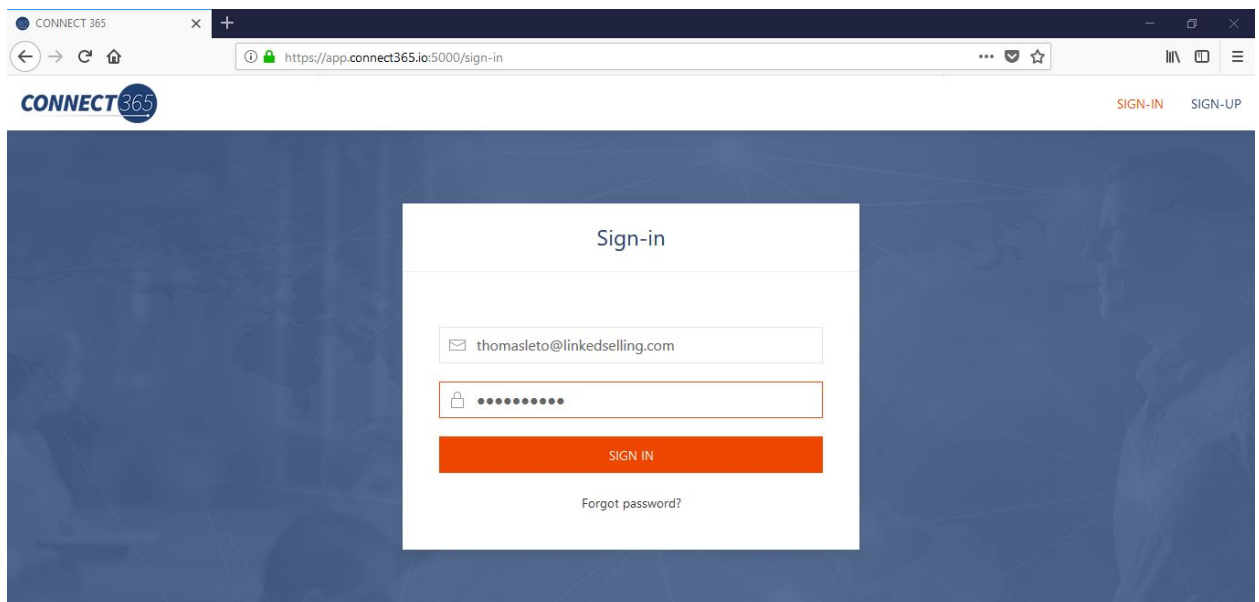 CONNECT 365
https://app.connect365.io:5000/sign-in
CONNECT365
SIGN-IN SIGN-UP
Sign-in
thomasleto@linkedselling.com
••••••••••
SIGN IN
Forgot password?